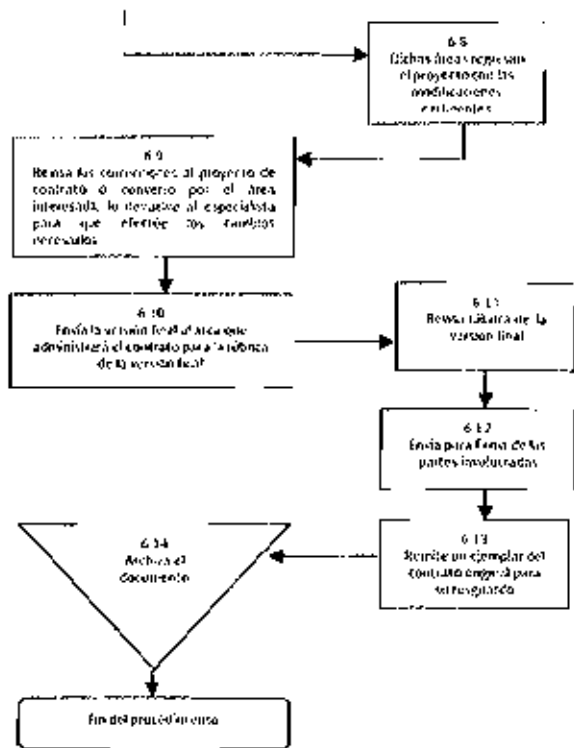 6.8
Dichas áreas regresan
el proyecto con las
modificaciones
pertinentes
6.9
Revisa las correcciones al proyecto de
contrato o convenio por el área
interesada, lo devuelve al especialista
para que efectúe los cambios
necesarios
6.10
Envía la versión final al área que
administrará el contrato para la rúbrica
de la versión final
6.11
Revisa rúbrica de la
versión final
6.12
Envía para firma de las
partes involucradas
6.13
Remite un ejemplar del
contrato original para
su resguardo
6.14
Archiva el
documento
Fin del procedimiento